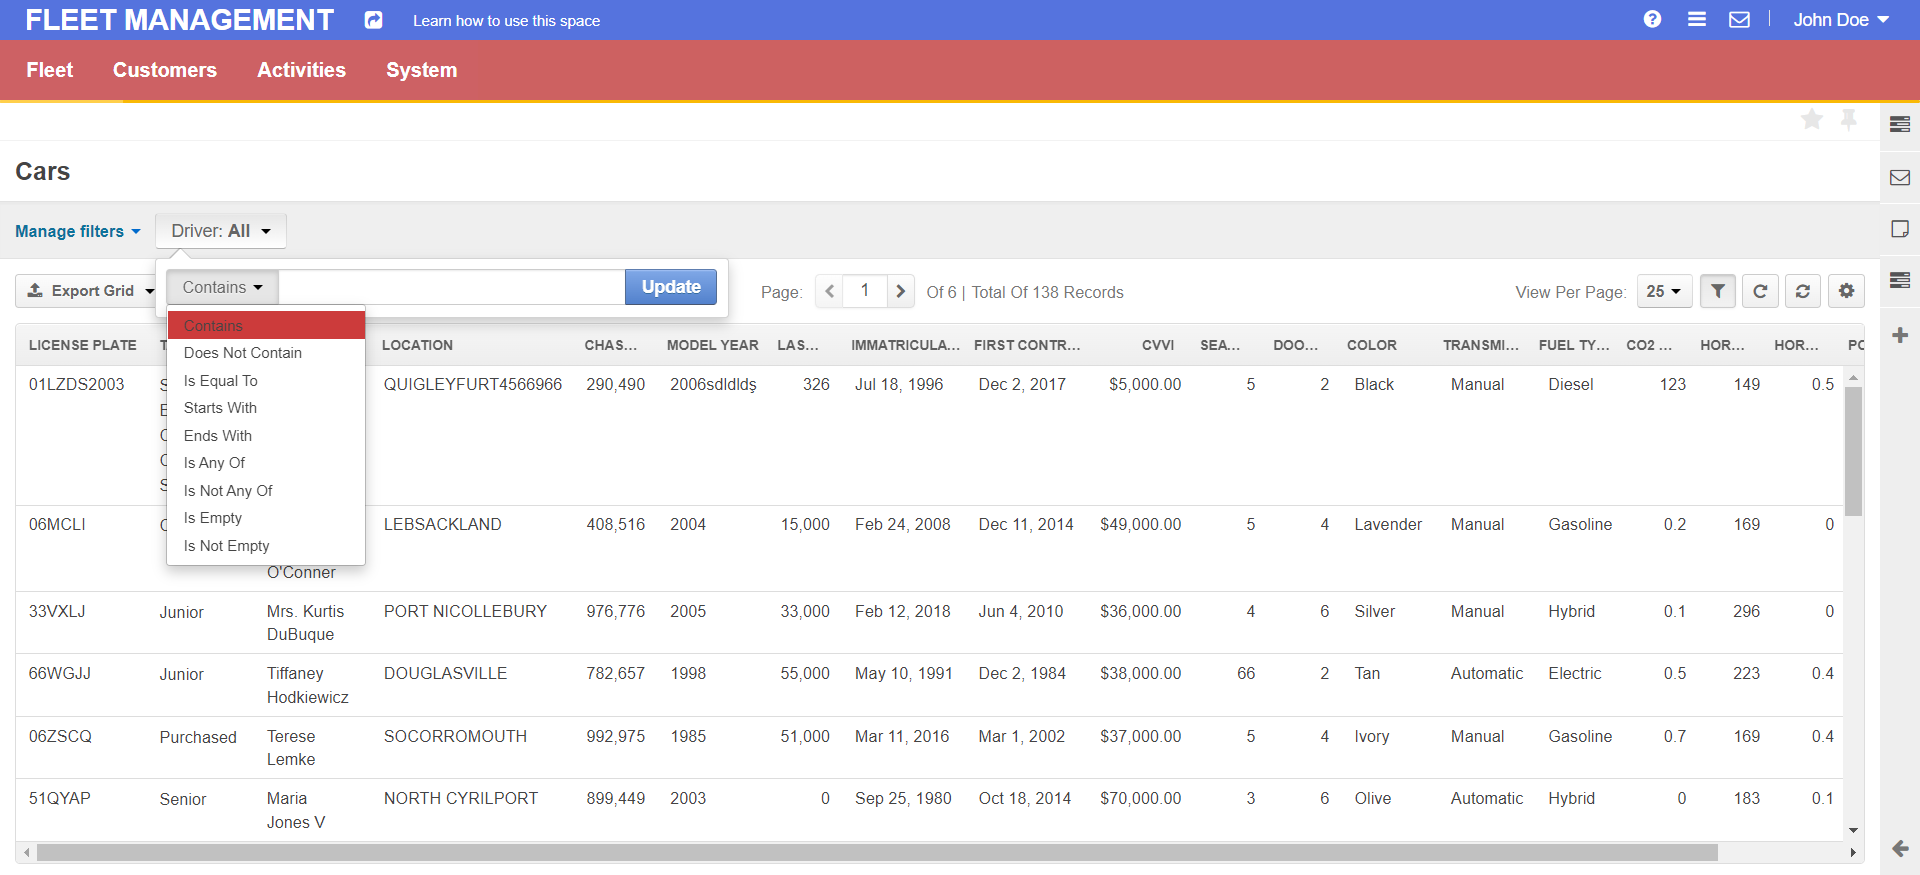 FLEET MANAGEMENT Learn how to use this space John Doe
Fleet Customers Activities System
Cars
Manage filters Driver: All
Export Grid Contains Update Page: 1 Of 6 | Total Of 138 Records View Per Page: 25
Contains
Does Not Contain
Is Equal To
Starts With
Ends With
Is Any Of
Is Not Any Of
Is Empty
Is Not Empty
LICENSE PLATE T LOCATION CHAS... MODEL YEAR LAS... IMMATRICULA... FIRST CONTR... CVVI SEA... DOO... COLOR TRANSMI... FUEL TY... CO2 ... HOR... HOR... PO
01LZDS2003 S QUIGLEYFURT4566966 290,490 2006sdldldş 326 Jul 18, 1996 Dec 2, 2017 $5,000.00 5 2 Black Manual Diesel 123 149 0.5
06MCLI LEBSACKLAND 408,516 2004 15,000 Feb 24, 2008 Dec 11, 2014 $49,000.00 5 4 Lavender Manual Gasoline 0.2 169 0
O'Conner
33VXLJ Junior Mrs. Kurtis PORT NICOLLEBURY 976,776 2005 33,000 Feb 12, 2018 Jun 4, 2010 $36,000.00 4 6 Silver Manual Hybrid 0.1 296 0
DuBuque
66WGJJ Junior Tiffaney DOUGLASVILLE 782,657 1998 55,000 May 10, 1991 Dec 2, 1984 $38,000.00 66 2 Tan Automatic Electric 0.5 223 0.4
Hodkiewicz
06ZSCQ Purchased Terese SOCORROMOUTH 992,975 1985 51,000 Mar 11, 2016 Mar 1, 2002 $37,000.00 5 4 Ivory Manual Gasoline 0.7 169 0.4
Lemke
51QYAP Senior Maria NORTH CYRILPORT 899,449 2003 0 Sep 25, 1980 Oct 18, 2014 $70,000.00 3 6 Olive Automatic Hybrid 0 183 0.1
Jones V